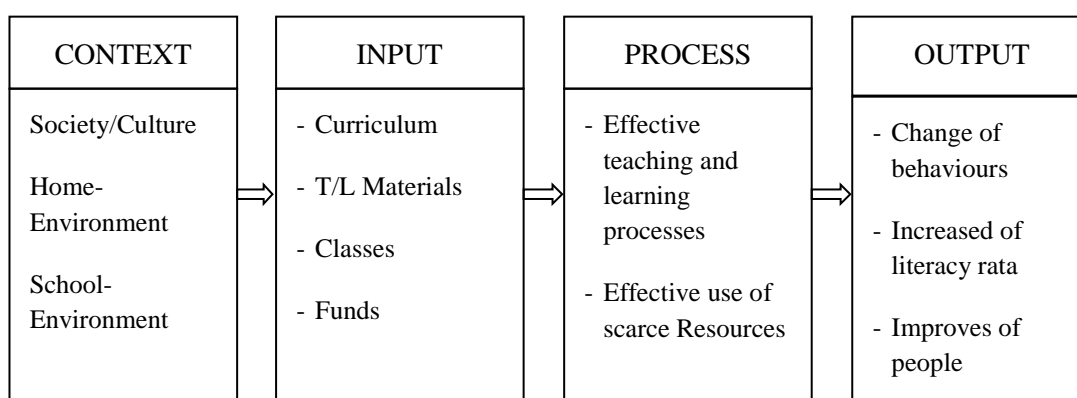 CONTEXT
Society/Culture
Home-
Environment
School-
Environment
INPUT
- Curriculum
- T/L Materials
- Classes
- Funds
PROCESS
- Effective
teaching and
learning
processes
- Effective use of
scarce Resources
OUTPUT
- Change of
behaviours
- Increased of
literacy rata
- Improves of
people